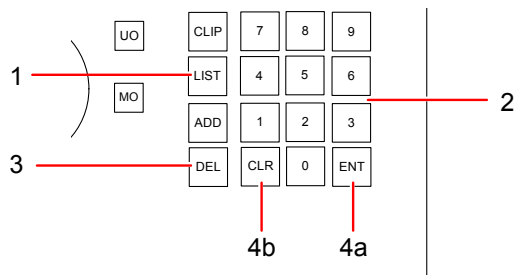 UO CLIP 7 8 9
1 LIST 4 5 6
MO 2
ADD 1 2 3
3 DEL CLR 0 ENT
4b 4a